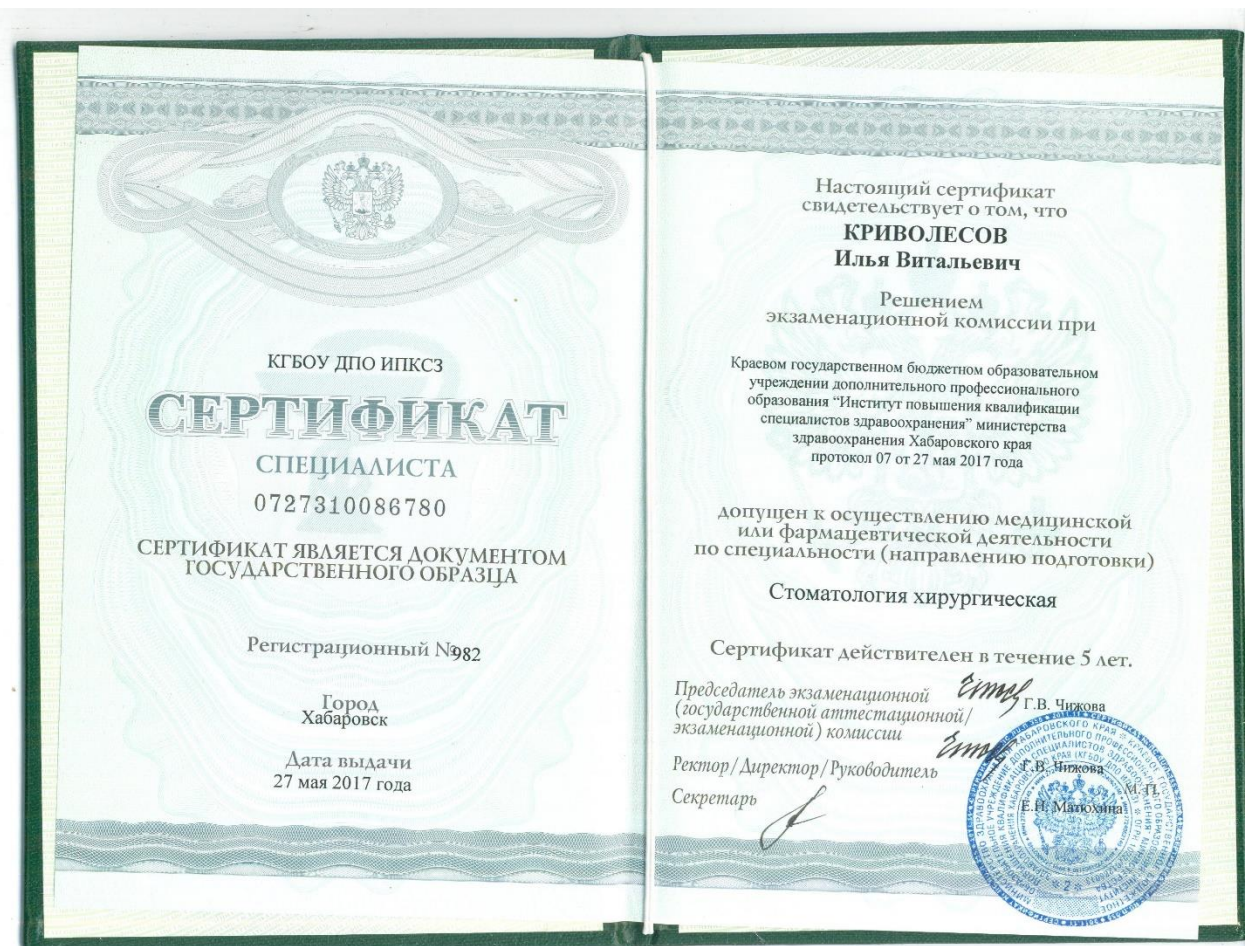 КГБОУ ДПО ИПКСЗ
СЕРТИФИКАТ
СПЕЦИАЛИСТА
0727310086780
СЕРТИФИКАТ ЯВЛЯЕТСЯ ДОКУМЕНТОМ
ГОСУДАРСТВЕННОГО ОБРАЗЦА
Регистрационный № 982
Город
Хабаровск
Дата выдачи
27 мая 2017 года
Настоящий сертификат
свидетельствует о том, что
КРИВОЛЕСОВ
Илья Витальевич
Решением
экзаменационной комиссии при
Краевом государственном бюджетном образовательном
учреждении дополнительного профессионального
образования “Институт повышения квалификации
специалистов здравоохранения” министерства
здравоохранения Хабаровского края
протокол 07 от 27 мая 2017 года
допущен к осуществлению медицинской
или фармацевтической деятельности
по специальности (направлению подготовки)
Стоматология хирургическая
Сертификат действителен в течение 5 лет.
Председатель экзаменационной
(государственной аттестационной/
экзаменационной) комиссии
Г.В. Чижова
Ректор/Директор/Руководитель
Г.В. Чижова
М. П.
Секретарь
Е.Н. Матюхина